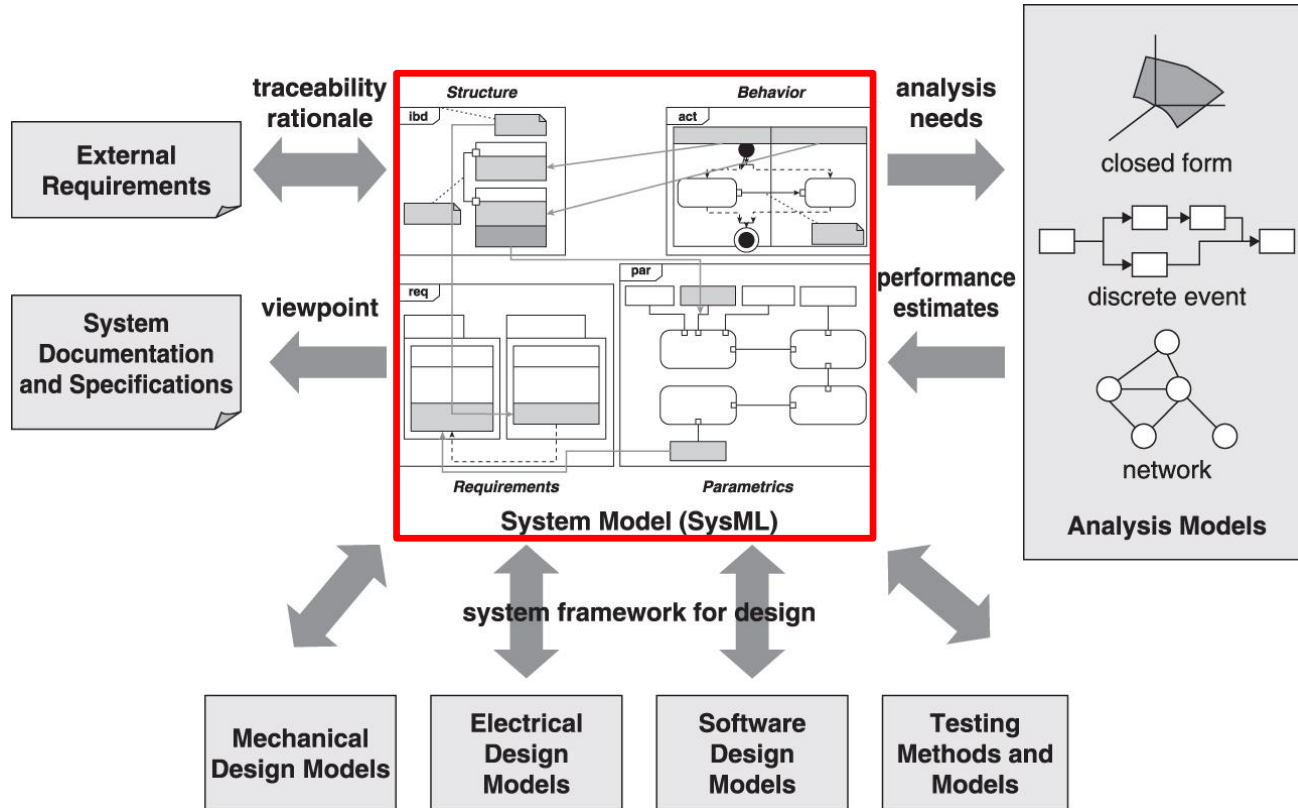 traceability
rationale
External
Requirements
System
Documentation
and Specifications
viewpoint
Structure
Behavior
ibd
act
req
par
Requirements
Parametrics
System Model (SysML)
analysis
needs
performance
estimates
closed form
discrete event
network
Analysis Models
system framework for design
Mechanical
Design Models
Electrical
Design
Models
Software
Design
Models
Testing
Methods and
Models